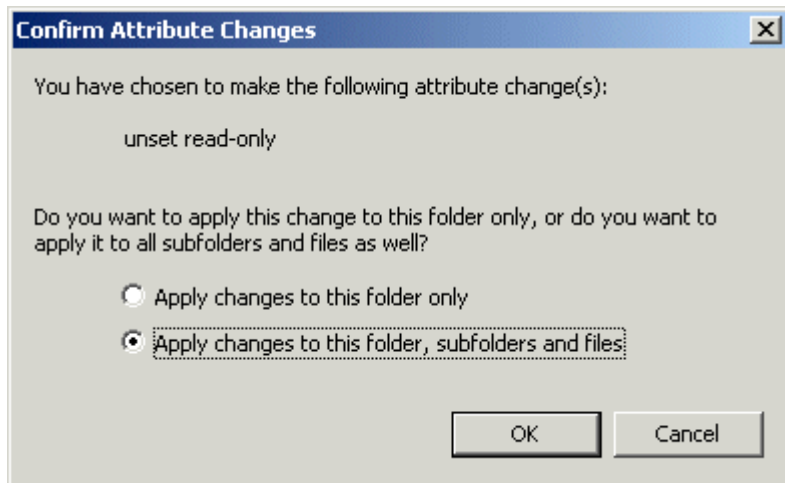 Confirm Attribute Changes
You have chosen to make the following attribute change(s):
unset read-only
Do you want to apply this change to this folder only, or do you want to
apply it to all subfolders and files as well?
Apply changes to this folder only
Apply changes to this folder, subfolders and files
OK
Cancel